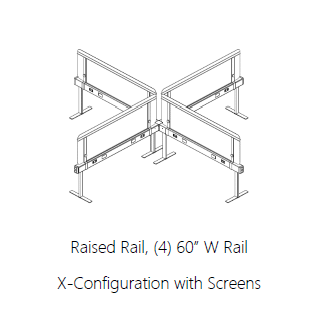 Raised Rail, (4) 60” W Rail
X-Configuration with Screens